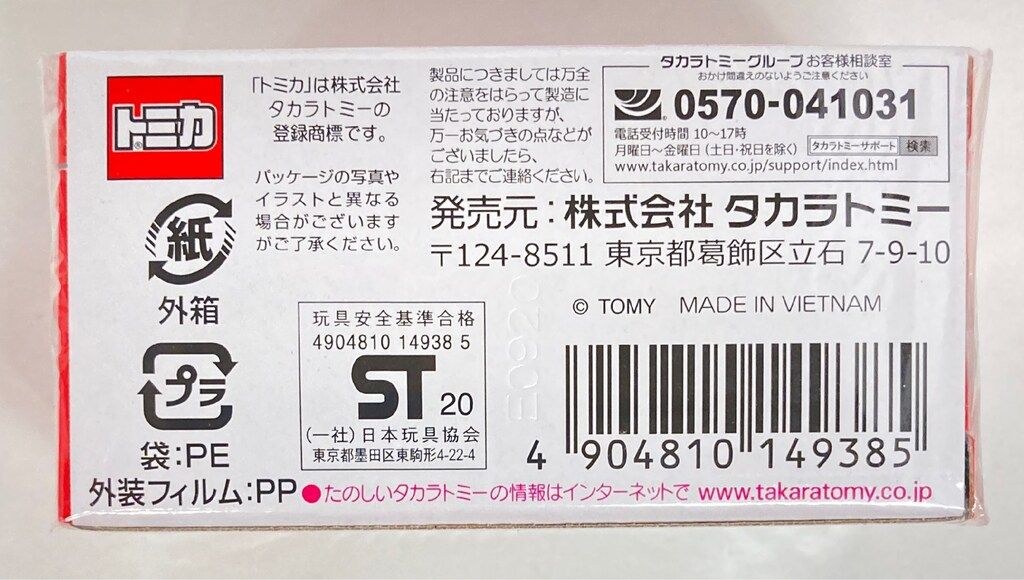 トミカ®
「トミカ」は株式会社
タカラトミーの
登録商標です。
パッケージの写真や
イラストと異なる
場合がございます
がご了承ください。
製品につきましては万全
の注意をはらって製造に
当たっておりますが、
万一お気づきの点などが
ございましたら、
右記までご連絡ください。
タカラトミーグループ お客様相談室
おかけ間違えのないようご注意ください
0570-041031
電話受付時間 10〜17時
月曜日〜金曜日 (土日・祝日を除く) タカラトミーサポート 検索
www.takaratomy.co.jp/support/index.html
発売元:株式会社 タカラトミー
〒124-8511 東京都葛飾区立石 7-9-10
© TOMY MADE IN VIETNAM
紙
外箱
プラ
袋:PE
外装フィルム:PP
玩具安全基準合格
4904810 14938 5
ST 20
(一社)日本玩具協会
東京都墨田区東駒形4-22-4
4 904810 149385
●たのしいタカラトミーの情報はインターネットで www.takaratomy.co.jp